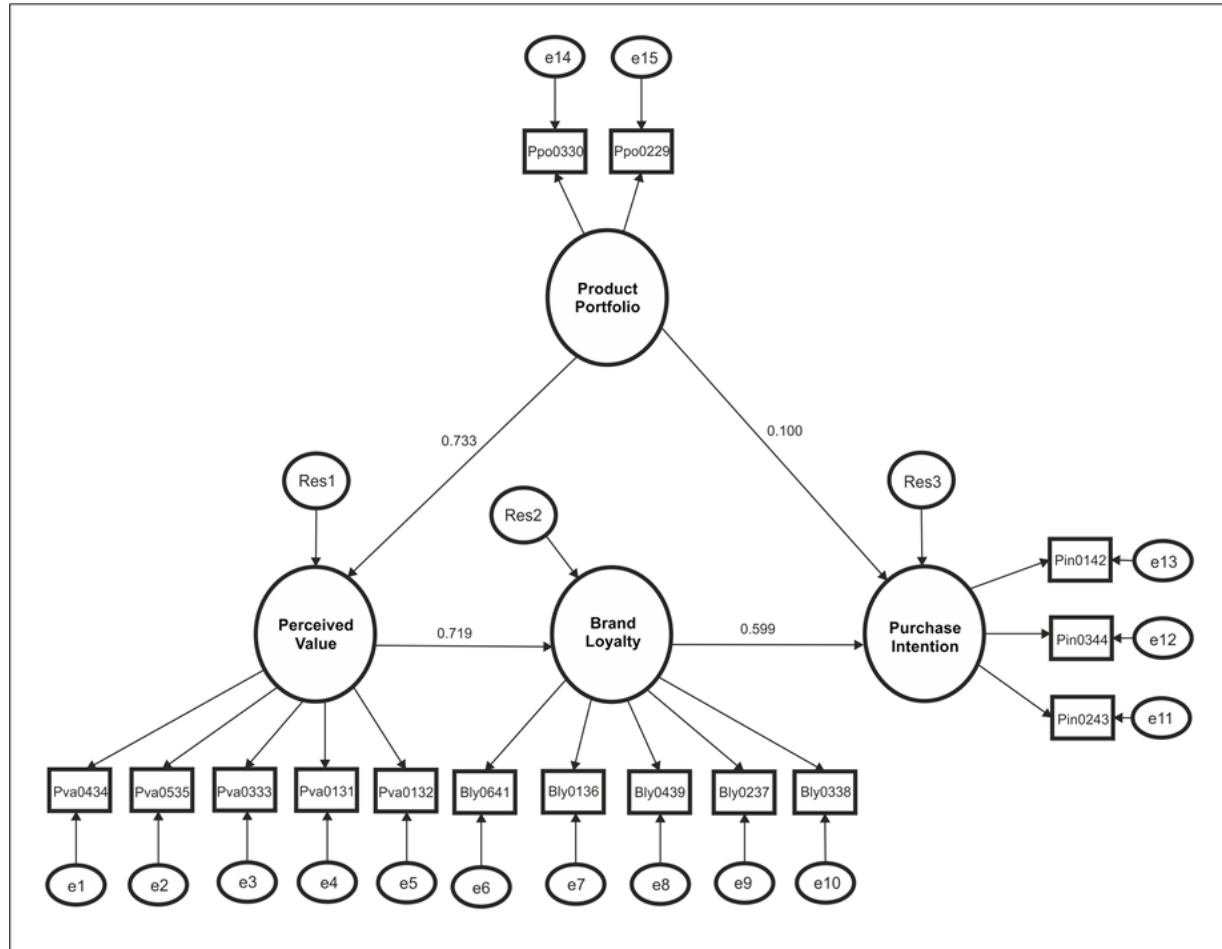 e14
e15
Ppo0330
Ppo0229
Product
Portfolio
0.733
0.100
Res1
Res2
Res3
Perceived
Value
0.719
Brand
Loyalty
0.599
Purchase
Intention
Pin0142
e13
Pin0344
e12
Pin0243
e11
Pva0434
Pva0535
Pva0333
Pva0131
Pva0132
Bly0641
Bly0136
Bly0439
Bly0237
Bly0338
e1
e2
e3
e4
e5
e6
e7
e8
e9
e10